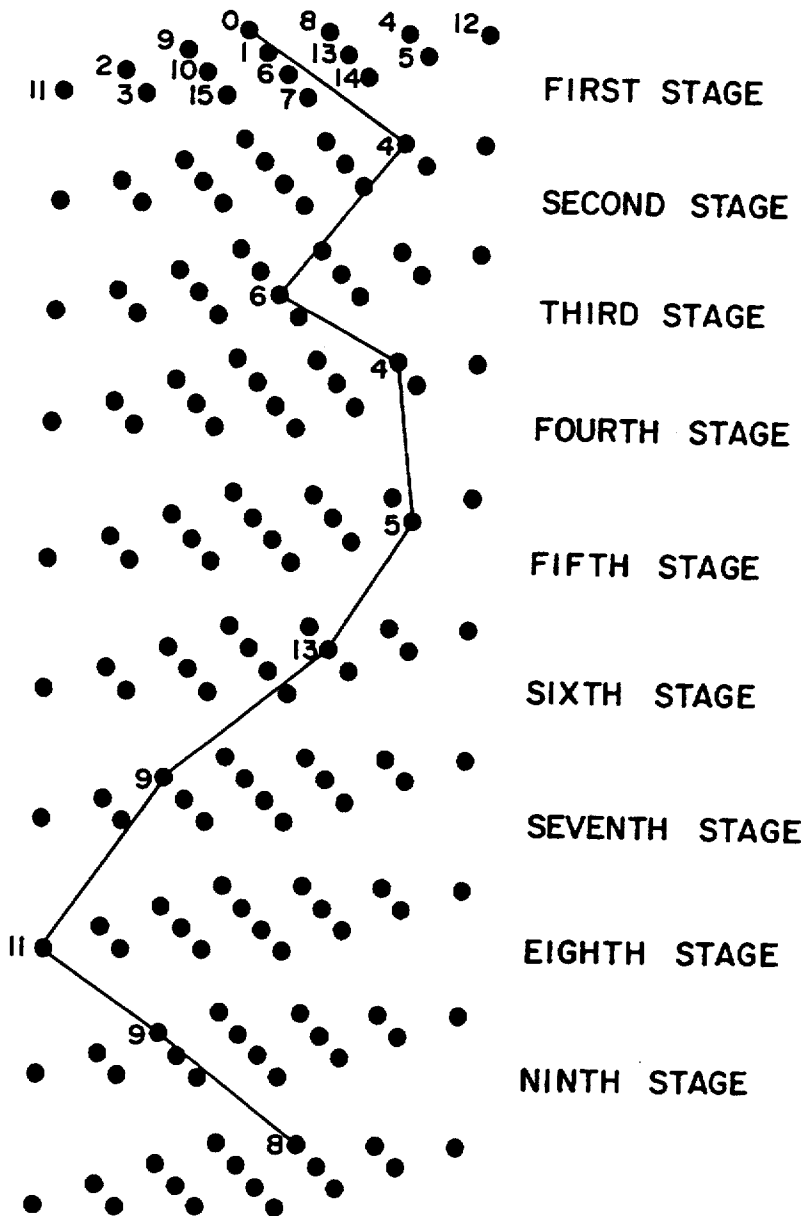 0 8 4 12
9 1 13 5
2 10 6 14
11 3 15 7
FIRST STAGE
4
SECOND STAGE
6
THIRD STAGE
4
FOURTH STAGE
5
FIFTH STAGE
13
SIXTH STAGE
9
SEVENTH STAGE
11
EIGHTH STAGE
9
NINTH STAGE
8